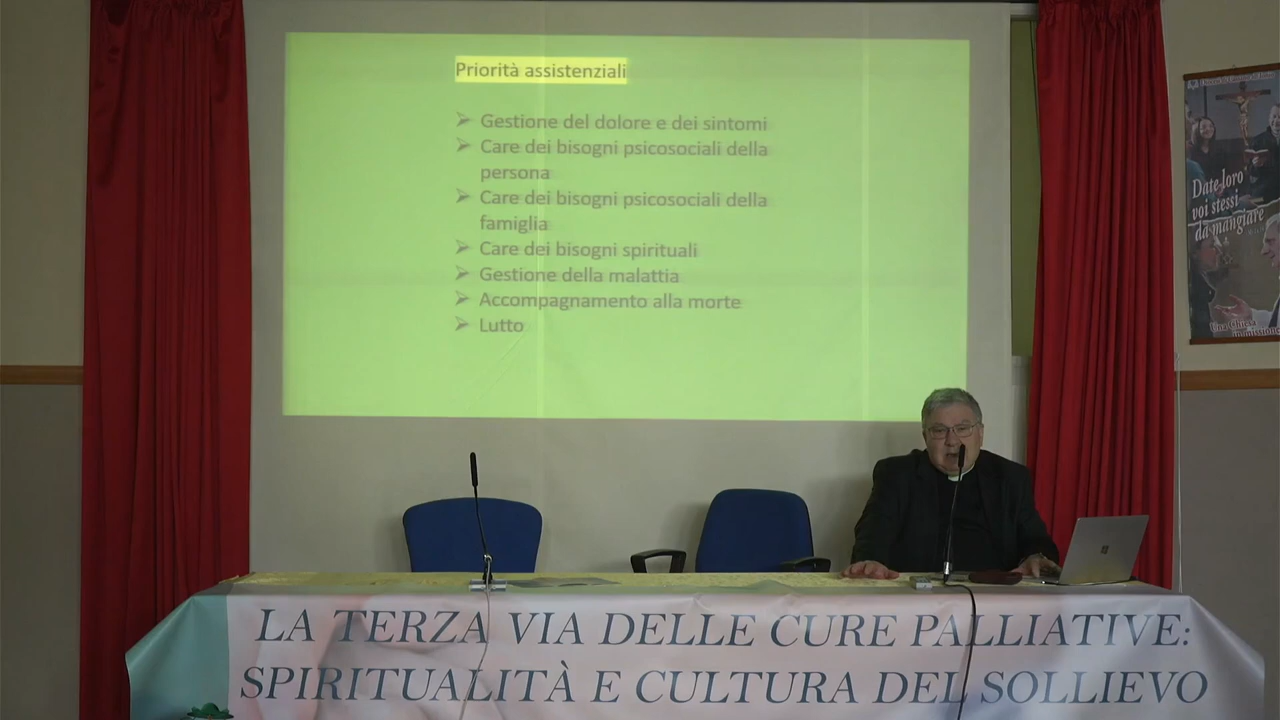 Priorità assistenziali
➢ Gestione del dolore e dei sintomi
➢ Care dei bisogni psicosociali della
persona
➢ Care dei bisogni psicosociali della
famiglia
➢ Care dei bisogni spirituali
➢ Gestione della malattia
➢ Accompagnamento alla morte
➢ Lutto
Date loro
voi stessi
da mangiare
Una Chiesa
LA TERZA VIA DELLE CURE PALLIATIVE:
SPIRITUALITÀ E CULTURA DEL SOLLIEVO